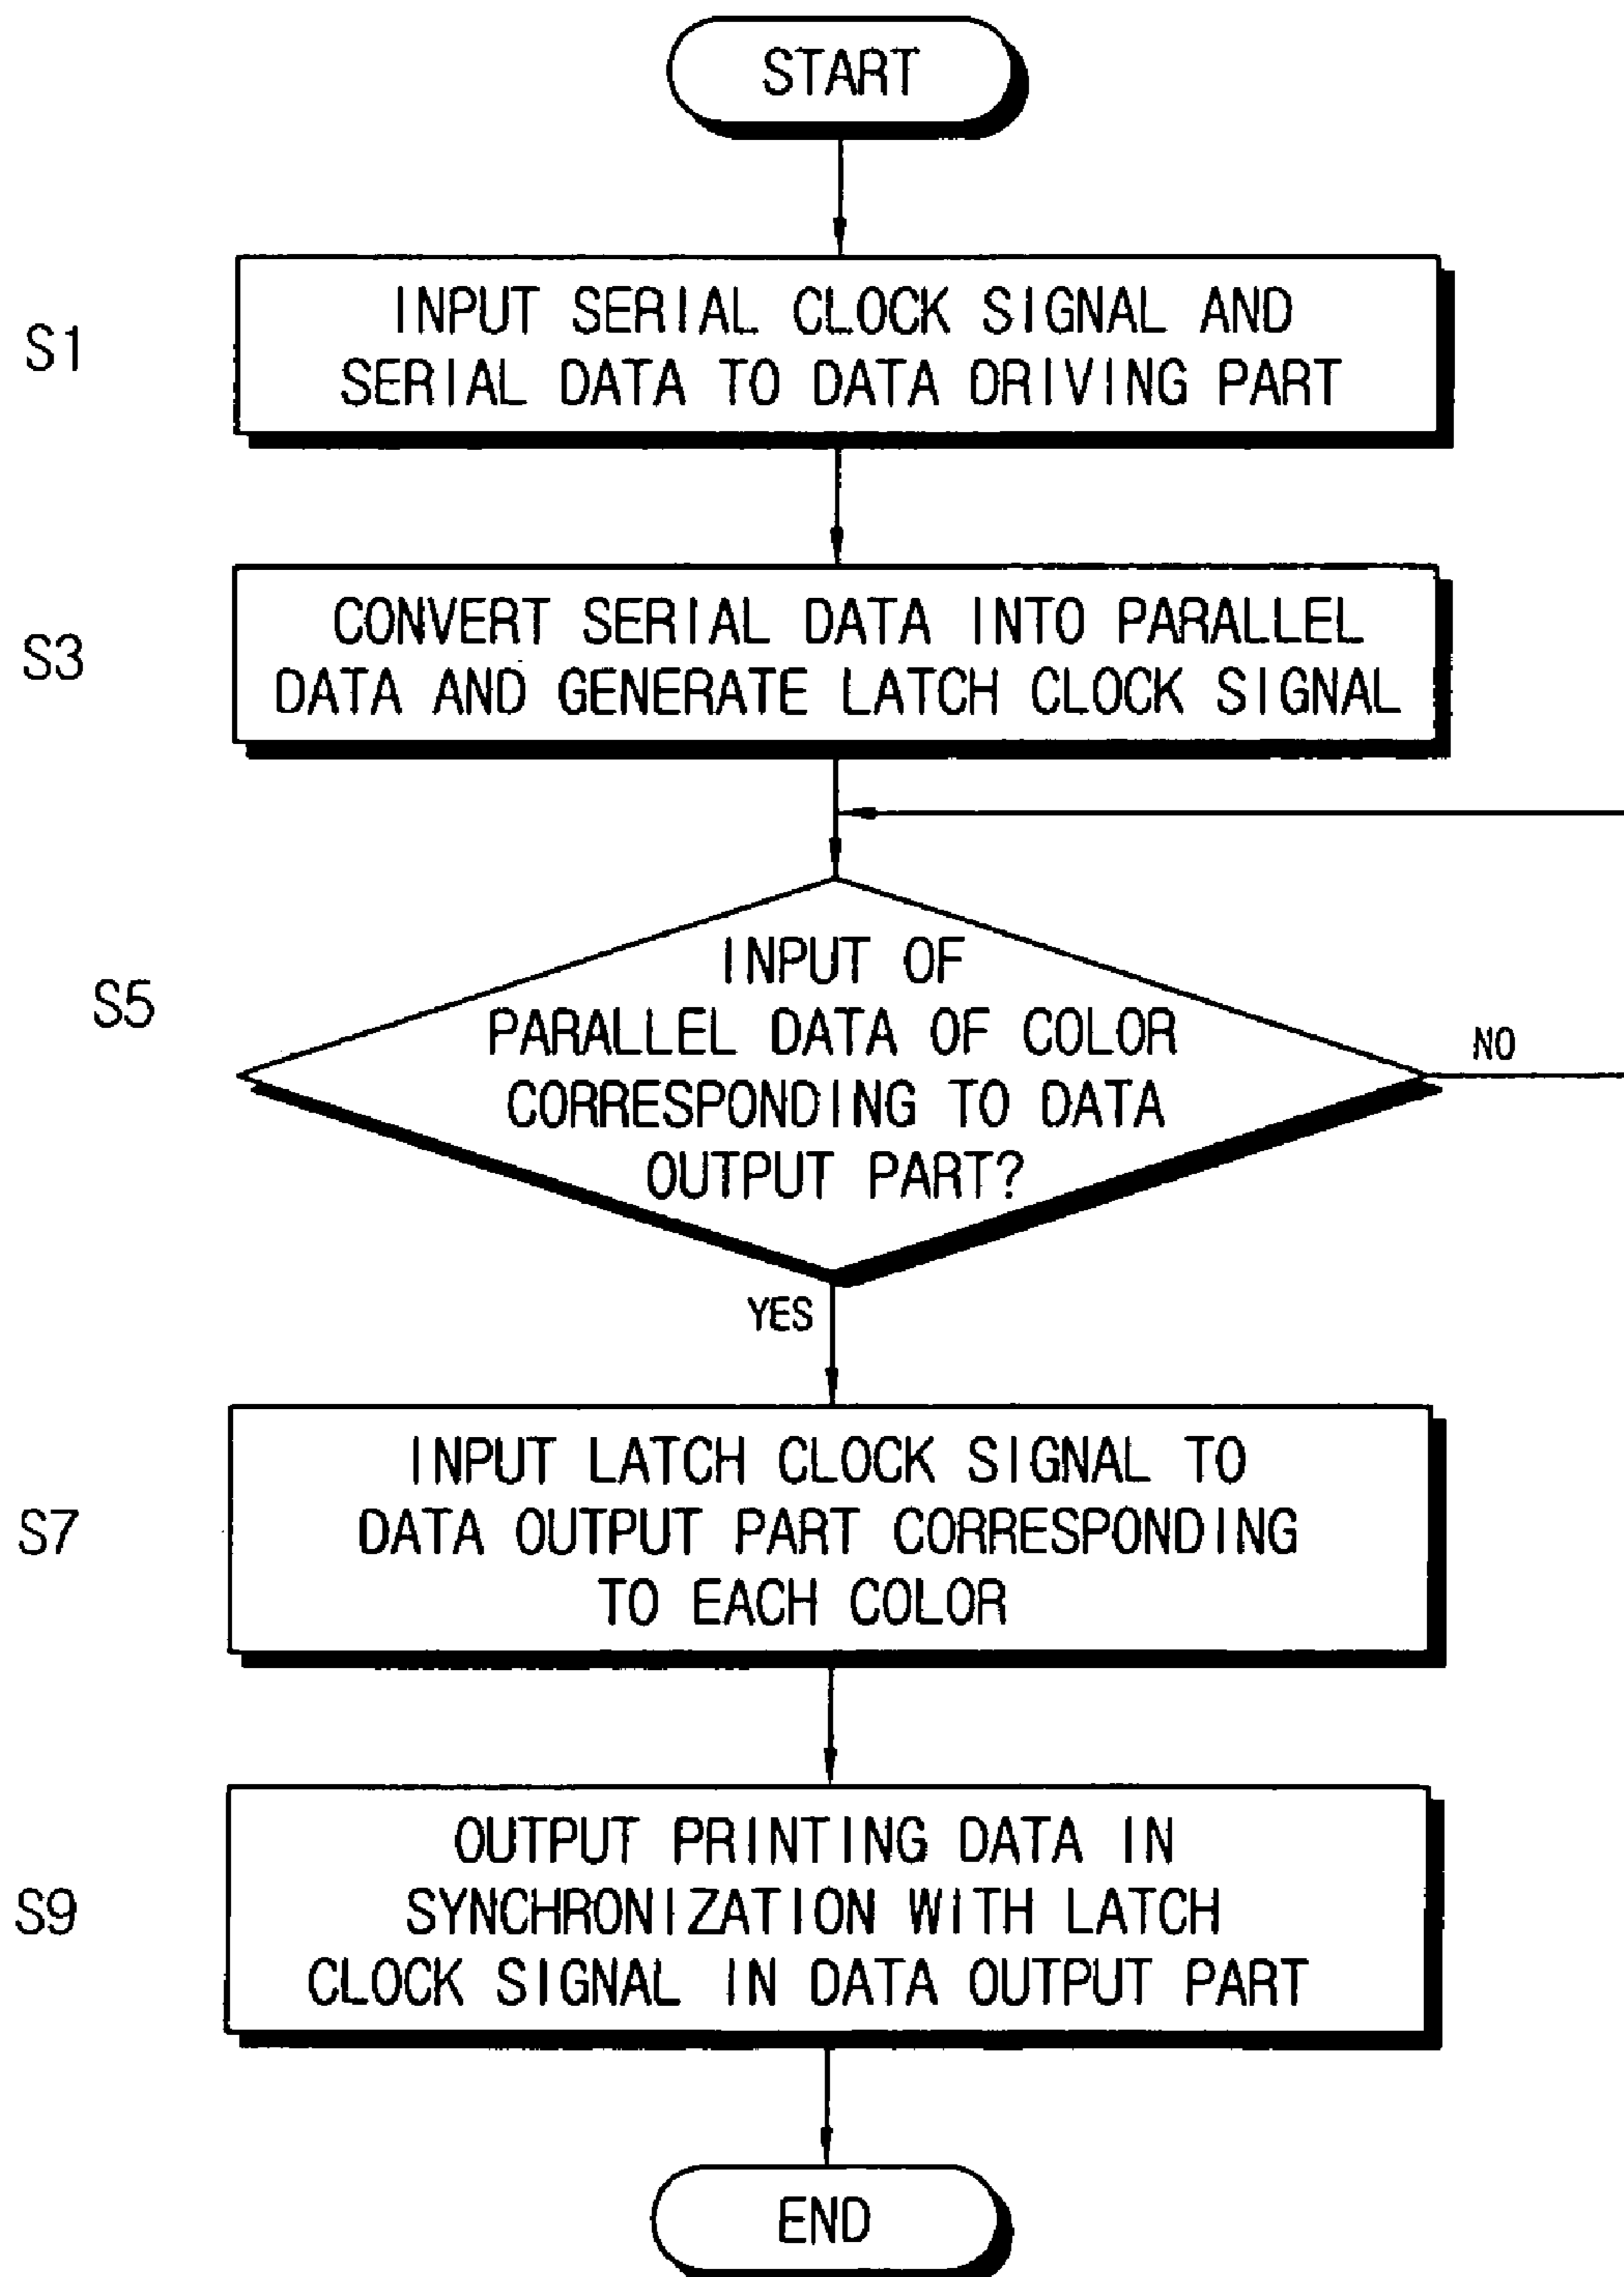 START
S1
INPUT SERIAL CLOCK SIGNAL AND
SERIAL DATA TO DATA DRIVING PART
S3
CONVERT SERIAL DATA INTO PARALLEL
DATA AND GENERATE LATCH CLOCK SIGNAL
S5
INPUT OF
PARALLEL DATA OF COLOR
CORRESPONDING TO DATA
OUTPUT PART?
NO
YES
S7
INPUT LATCH CLOCK SIGNAL TO
DATA OUTPUT PART CORRESPONDING
TO EACH COLOR
S9
OUTPUT PRINTING DATA IN
SYNCHRONIZATION WITH LATCH
CLOCK SIGNAL IN DATA OUTPUT PART
END